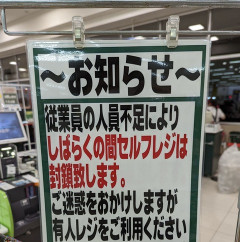 ～お知らせ～
従業員の人員不足により
しばらくの間セルフレジは
封鎖致します。
ご迷惑をおかけしますが
有人レジをご利用ください